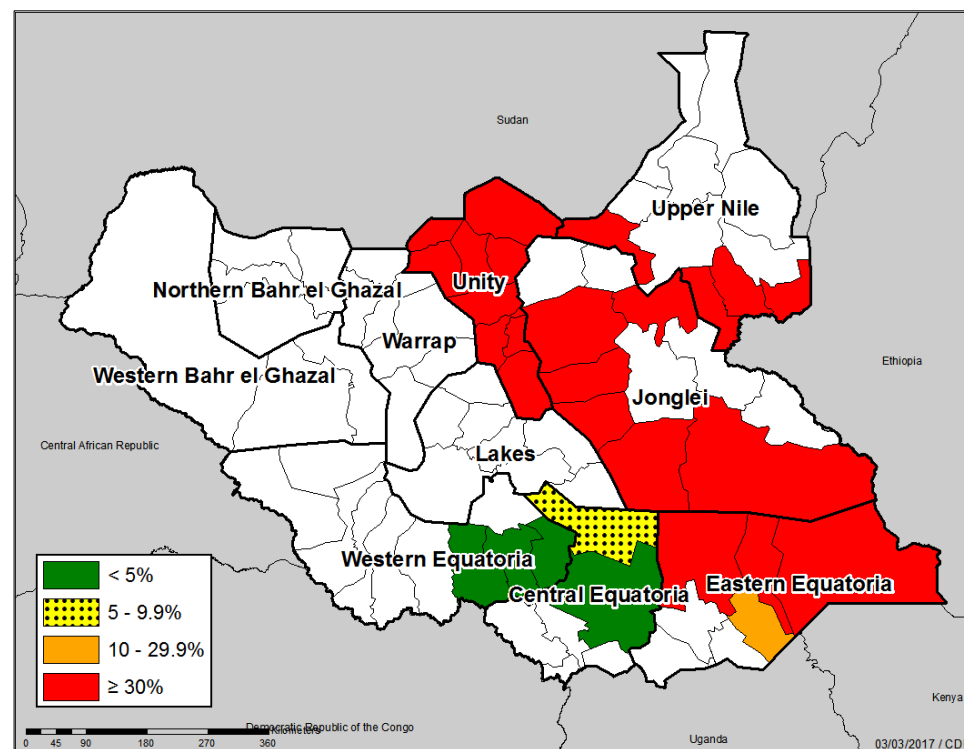 Sudan
Upper Nile
Unity
Northern Bahr el Ghazal
Warrap
Ethiopia
Western Bahr el Ghazal
Jonglei
Central African Republic
Lakes
Western Equatoria
Eastern Equatoria
Central Equatoria
< 5%
5 - 9.9%
10 - 29.9%
≥ 30%
Kenya
Democratic Republic of the Congo
Kilometers
0 45 90 180 270 360
Uganda
03/03/2017 / CD